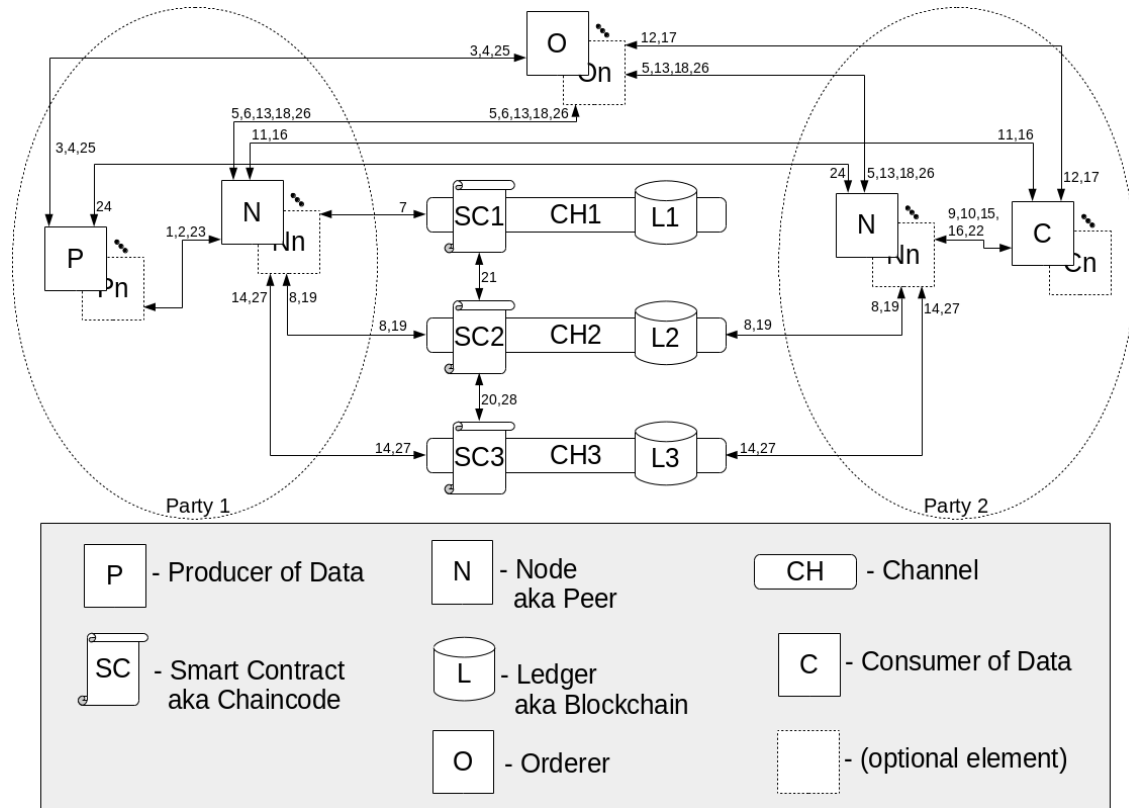 O
On
12,17
3,4,25
5,13,18,26
5,6,13,18,26
5,6,13,18,26
11,16
11,16
3,4,25
24
5,13,18,26
12,17
24
N
Nn
7
SC1
CH1
L1
N
Nn
9,10,15,
16,22
C
Cn
P
Pn
1,2,23
21
14,27
8,19
8,19
SC2
CH2
L2
8,19
8,19
14,27
20,28
14,27
SC3
CH3
L3
14,27
Party 1
Party 2
P
- Producer of Data
N
- Node
aka Peer
CH
- Channel
SC
- Smart Contract
aka Chaincode
L
- Ledger
aka Blockchain
C
- Consumer of Data
O
- Orderer
- (optional element)